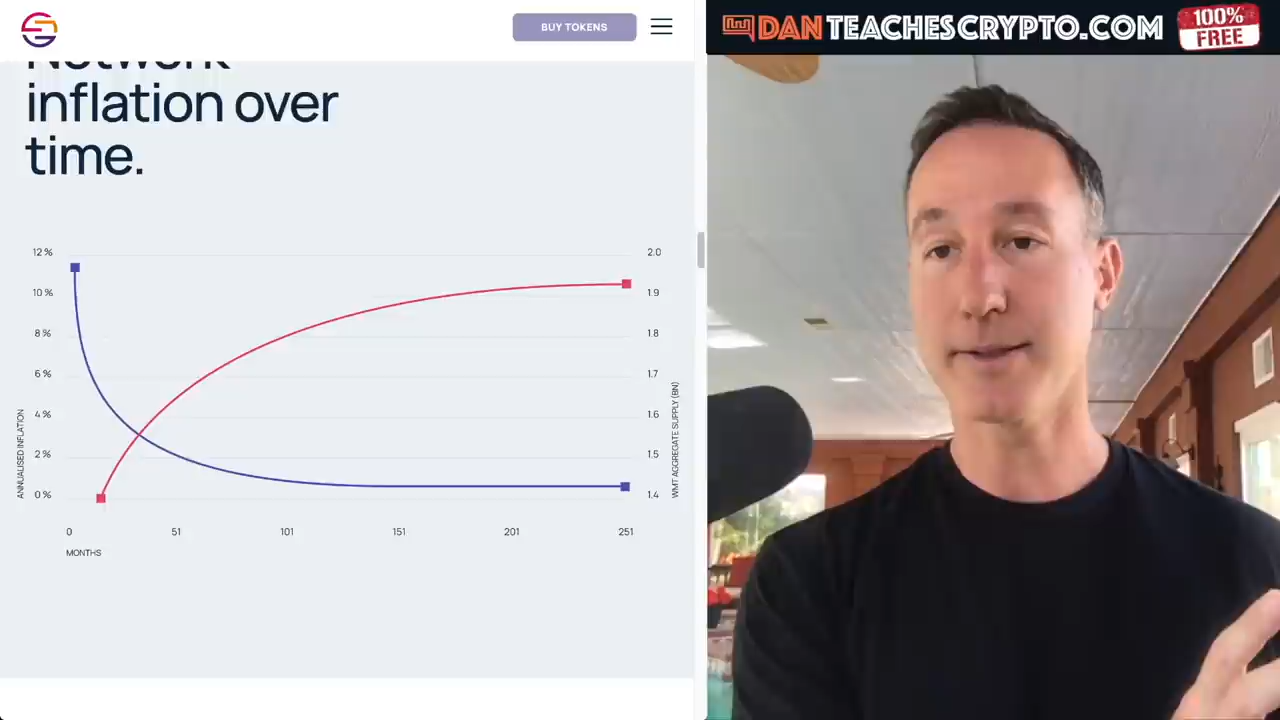 BUY TOKENS
DAN TEACHESCRYPTO.COM
100%
FREE
Network
inflation over
time.
12 %
10 %
8 %
6 %
4 %
2 %
0 %
ANNUALISED INFLATION
2.0
1.9
1.8
1.7
1.6
1.5
1.4
WMT AGGREGATE SUPPLY (BN)
0 51 101 151 201 251
MONTHS